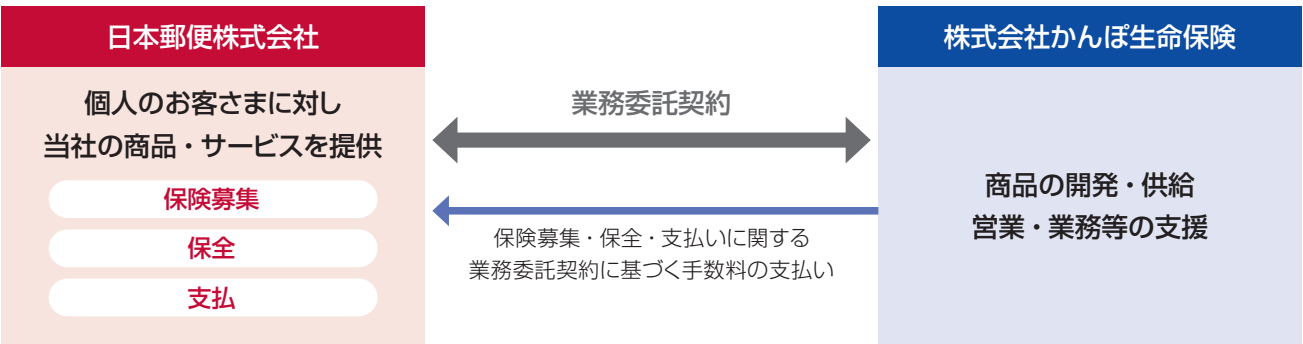 日本郵便株式会社
個人のお客さまに対し
当社の商品・サービスを提供
保険募集
保全
支払
業務委託契約
保険募集・保全・支払いに関する
業務委託契約に基づく手数料の支払い
株式会社かんぽ生命保険
商品の開発・供給
営業・業務等の支援